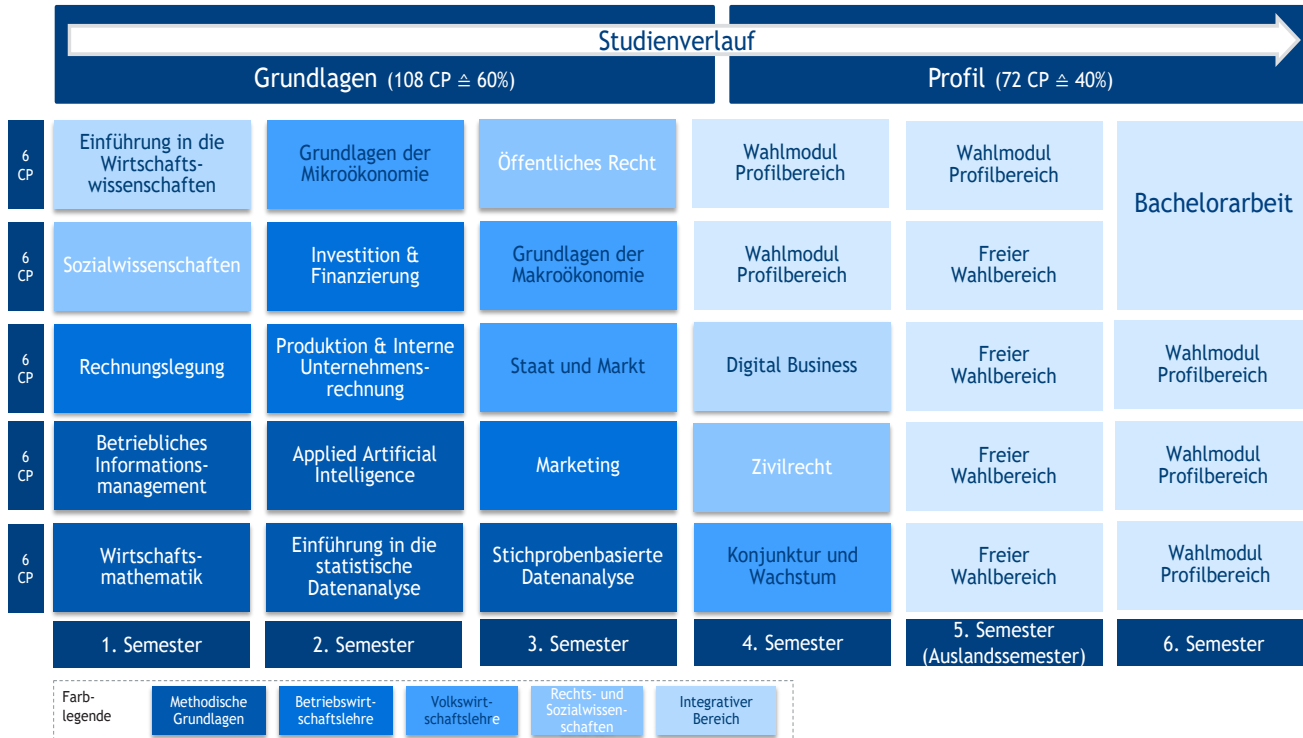 Studienverlauf
Grundlagen (108 CP ≙ 60%)
Profil (72 CP ≙ 40%)
6
CP
Einführung in die
Wirtschafts-
wissenschaften
Grundlagen der
Mikroökonomie
Öffentliches Recht
Wahlmodul
Profilbereich
Wahlmodul
Profilbereich
Bachelorarbeit
6
CP
Sozialwissenschaften
Investition &
Finanzierung
Grundlagen der
Makroökonomie
Wahlmodul
Profilbereich
Freier
Wahlbereich
6
CP
Rechnungslegung
Produktion & Interne
Unternehmens-
rechnung
Staat und Markt
Digital Business
Freier
Wahlbereich
Wahlmodul
Profilbereich
6
CP
Betriebliches
Informations-
management
Applied Artificial
Intelligence
Marketing
Zivilrecht
Freier
Wahlbereich
Wahlmodul
Profilbereich
6
CP
Wirtschafts-
mathematik
Einführung in die
statistische
Datenanalyse
Stichprobenbasierte
Datenanalyse
Konjunktur und
Wachstum
Freier
Wahlbereich
Wahlmodul
Profilbereich
1. Semester
2. Semester
3. Semester
4. Semester
5. Semester
(Auslandssemester)
6. Semester
Farb-
legende
Methodische
Grundlagen
Betriebswirt-
schaftslehre
Volkswirt-
schaftslehre
Rechts- und
Sozialwissen-
schaften
Integrativer
Bereich